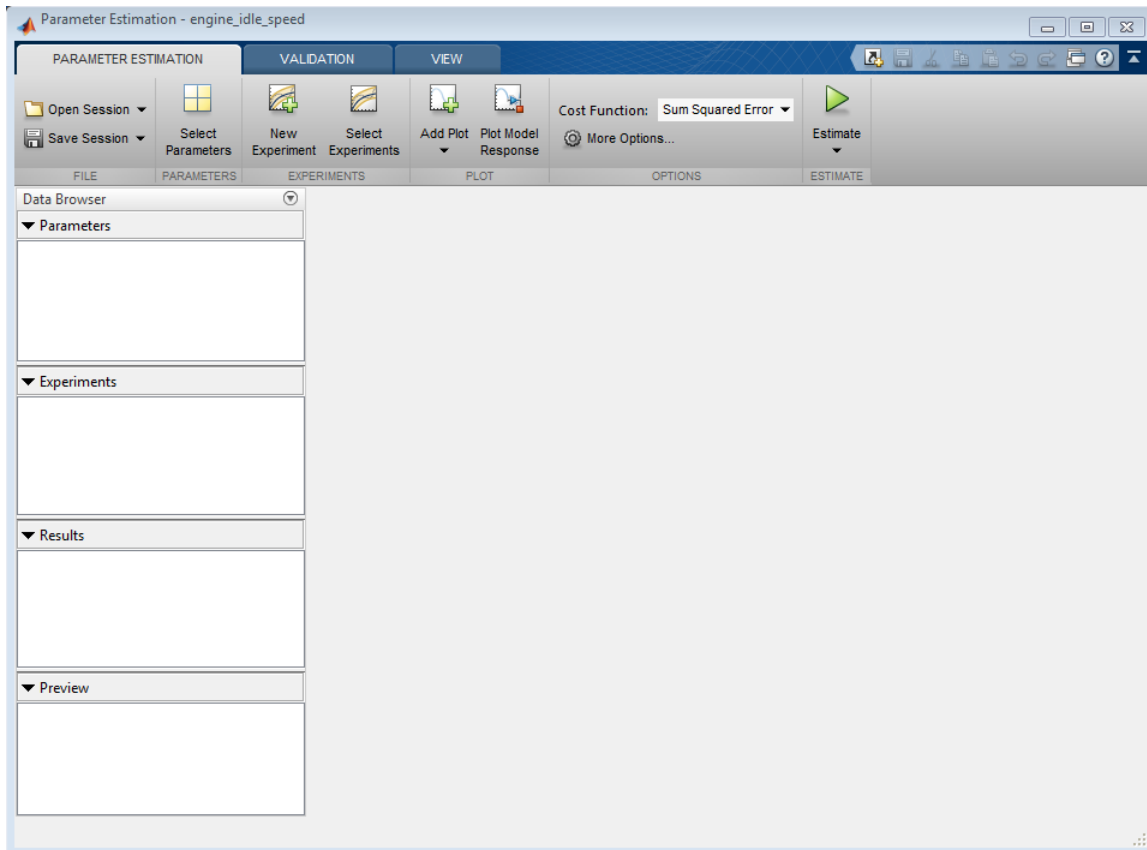 Parameter Estimation - engine_idle_speed
PARAMETER ESTIMATION
VALIDATION
VIEW
Open Session
Save Session
Select
Parameters
New
Experiment
Select
Experiments
Add Plot
Plot Model
Response
Cost Function:
Sum Squared Error
More Options...
Estimate
FILE
PARAMETERS
EXPERIMENTS
PLOT
OPTIONS
ESTIMATE
Data Browser
Parameters
Experiments
Results
Preview